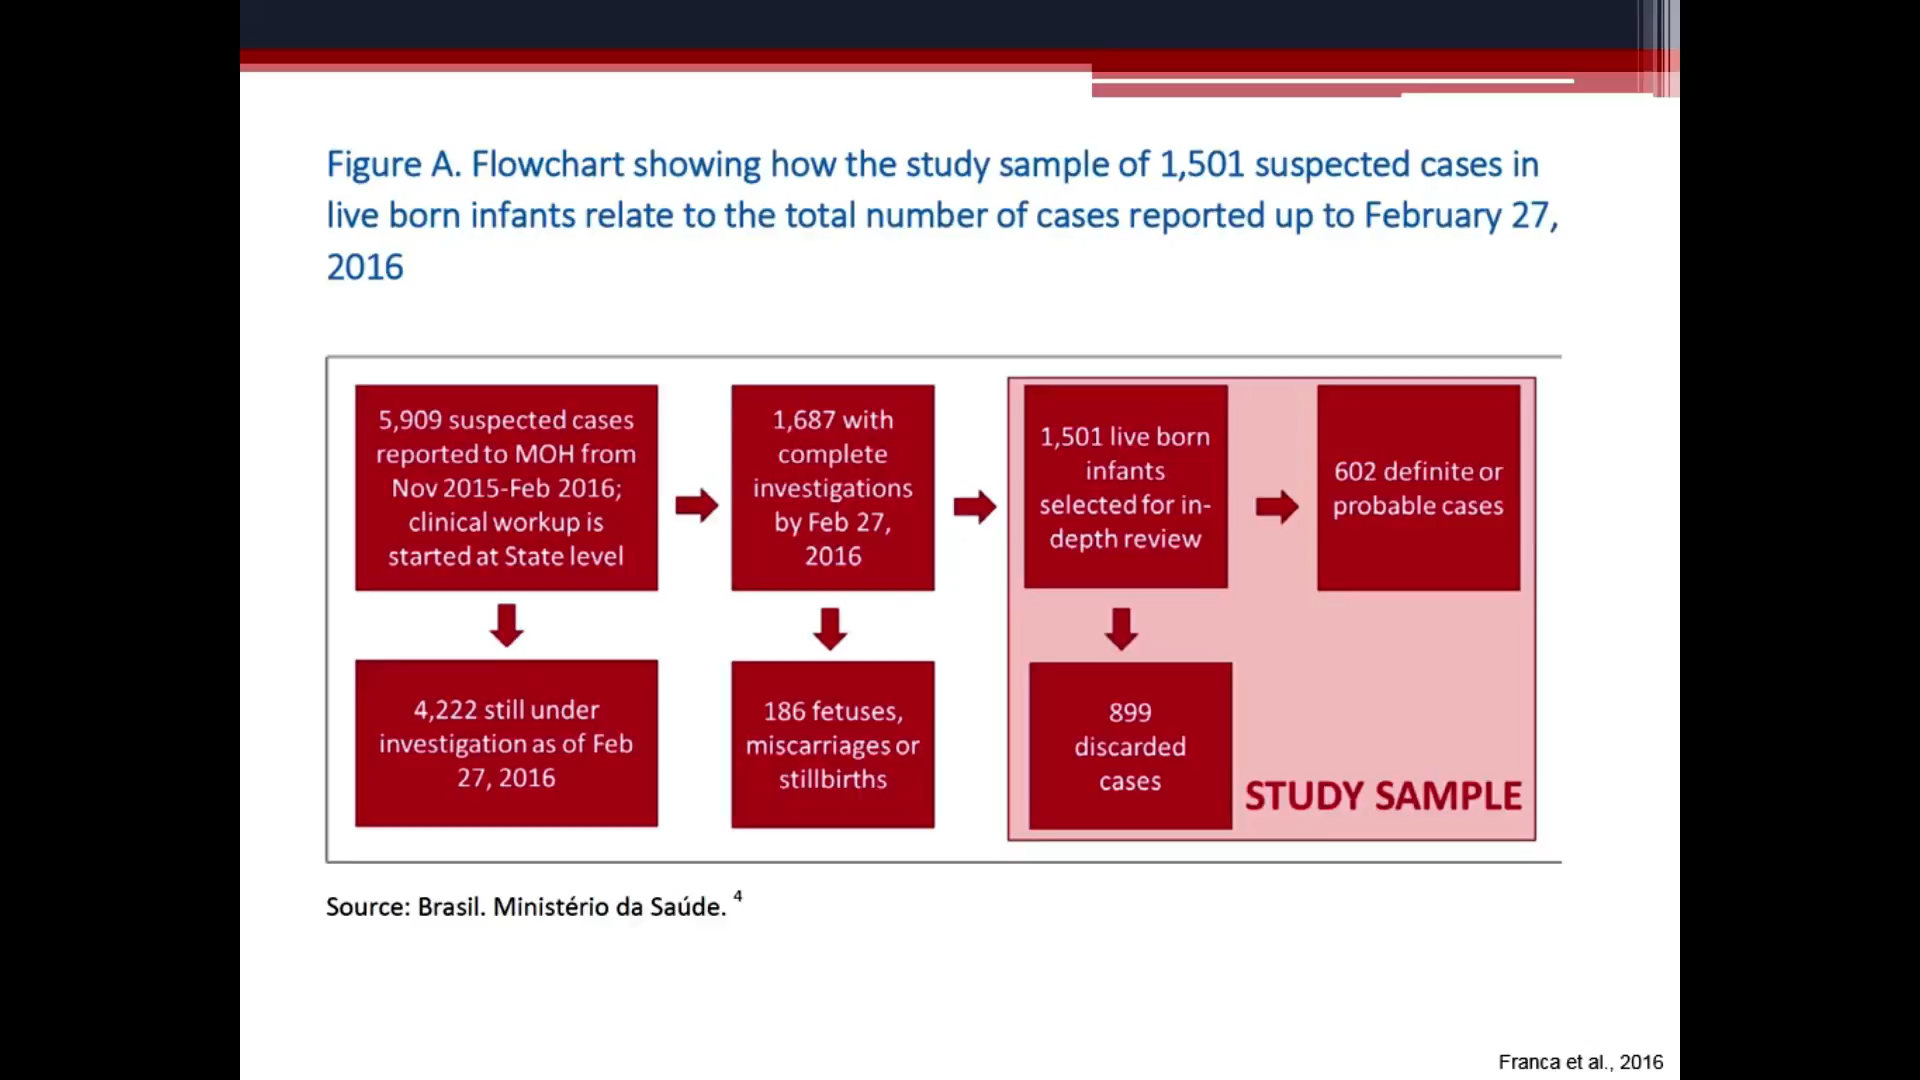 Figure A. Flowchart showing how the study sample of 1,501 suspected cases in
live born infants relate to the total number of cases reported up to February 27,
2016
5,909 suspected cases
reported to MOH from
Nov 2015-Feb 2016;
clinical workup is
started at State level
1,687 with
complete
investigations
by Feb 27,
2016
1,501 live born
infants
selected for in-
depth review
602 definite or
probable cases
4,222 still under
investigation as of Feb
27, 2016
186 fetuses,
miscarriages or
stillbirths
899
discarded
cases
STUDY SAMPLE
Source: Brasil. Ministério da Saúde. 4
Franca et al., 2016